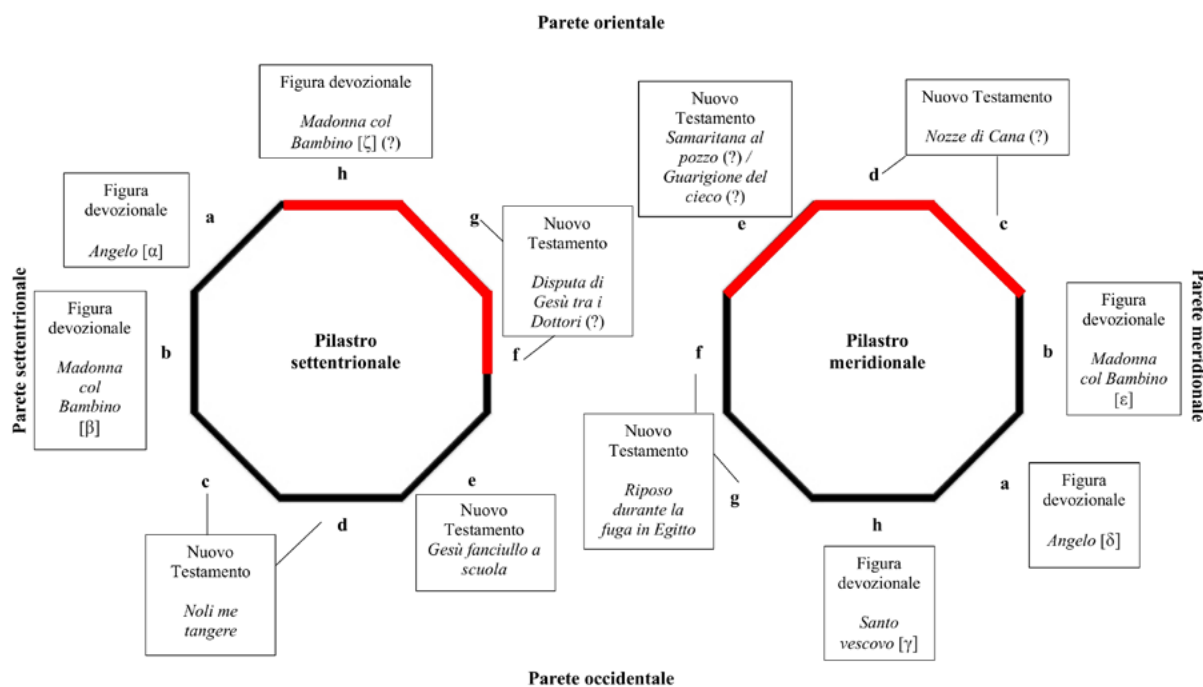 Parete orientale
Figura devozionale
Madonna col
Bambino [ζ] (?)
h
Figura
devozionale
Angelo [α]
a
Parete settentrionale
Figura
devozionale
Madonna
col
Bambino
[β]
b
Pilastro
settentrionale
g
Nuovo
Testamento
Disputa di
Gesù tra i
Dottori (?)
f
c
d
e
Nuovo
Testamento
Noli me
tangere
Nuovo
Testamento
Gesù fanciullo a
scuola
Nuovo
Testamento
Samaritana al
pozzo (?) /
Guarigione del
cieco (?)
e
Nuovo Testamento
Nozze di Cana (?)
d
c
f
Pilastro
meridionale
b
Figura
devozionale
Madonna
col Bambino
[ε]
Parete meridionale
Nuovo
Testamento
Riposo
durante la
fuga in Egitto
g
h
a
Figura
devozionale
Angelo [δ]
Figura
devozionale
Santo
vescovo [γ]
Parete occidentale